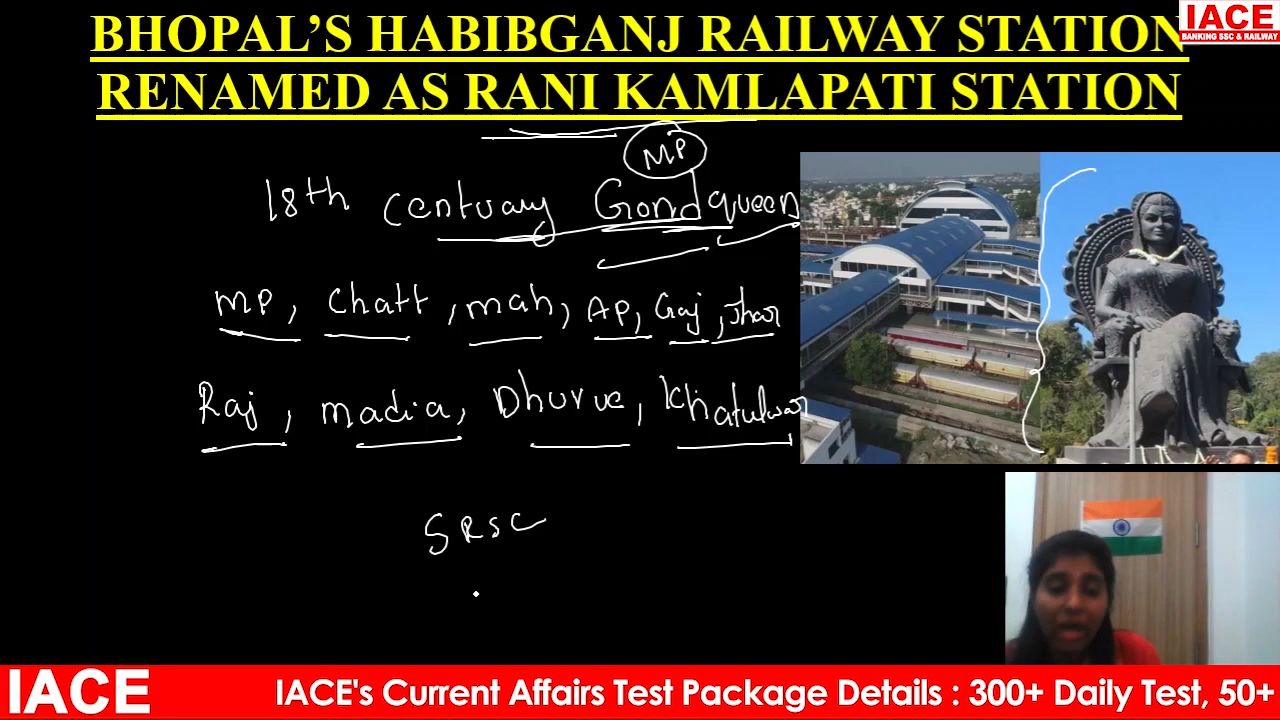 BHOPAL’S HABIBGANJ RAILWAY STATION
IACE
BANKING SSC & RAILWAY
RENAMED AS RANI KAMLAPATI STATION
MP
18th centuary Gond queen
MP, Chatt, mah, AP, Guj, Jhar
Raj, madia, Dhurve, Khatulwar
SRSC
IACE
IACE's Current Affairs Test Package Details : 300+ Daily Test, 50+